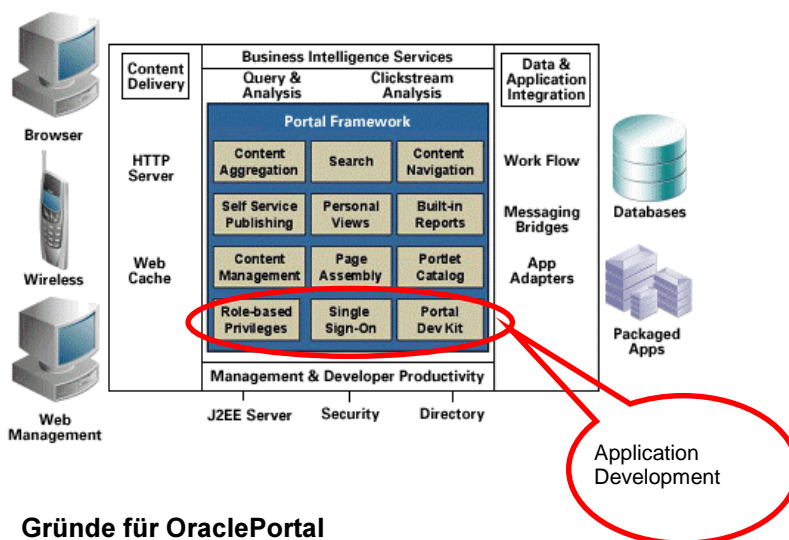 Browser
Wireless
Web
Management
Content
Delivery
HTTP
Server
Web
Cache
Business Intelligence Services
Query &
Analysis
Clickstream
Analysis
Portal Framework
Content
Aggregation
Search
Content
Navigation
Self Service
Publishing
Personal
Views
Built-in
Reports
Content
Management
Page
Assembly
Portlet
Catalog
Role-based
Privileges
Single
Sign-On
Portal
Dev Kit
Management & Developer Productivity
J2EE Server
Security
Directory
Data &
Application
Integration
Work Flow
Messaging
Bridges
App
Adapters
Databases
Packaged
Apps
Application
Development
Gründe für OraclePortal